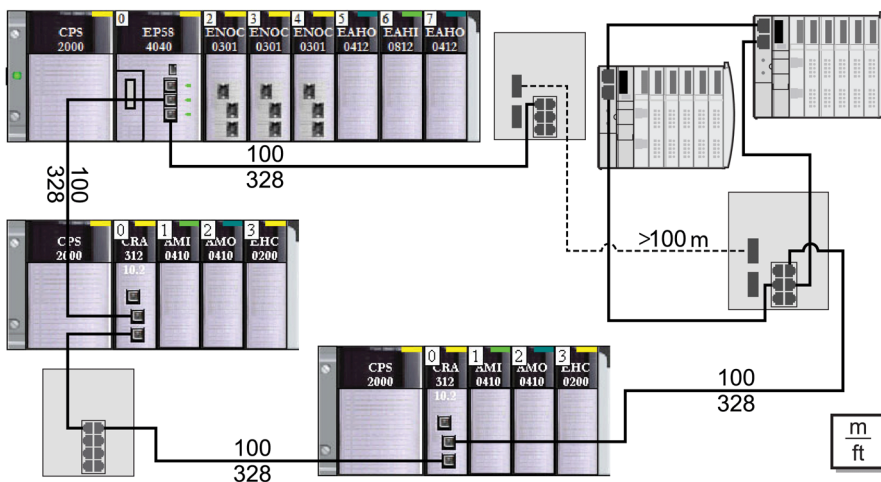 0 2 3 4 5 6 7
CPS EP58 ENOC ENOC ENOC EAHO EAHI EAHO
2000 4040 0301 0301 0301 0412 0812 0412
100
328
100
328
>100 m
0 1 2 3
CPS CRA AMI AMO EHC
2000 312 0410 0410 0200
10.2
0 1 2 3
CPS CRA AMI AMO EHC
2000 312 0410 0410 0200
10.2
100
328
100
328
m
ft